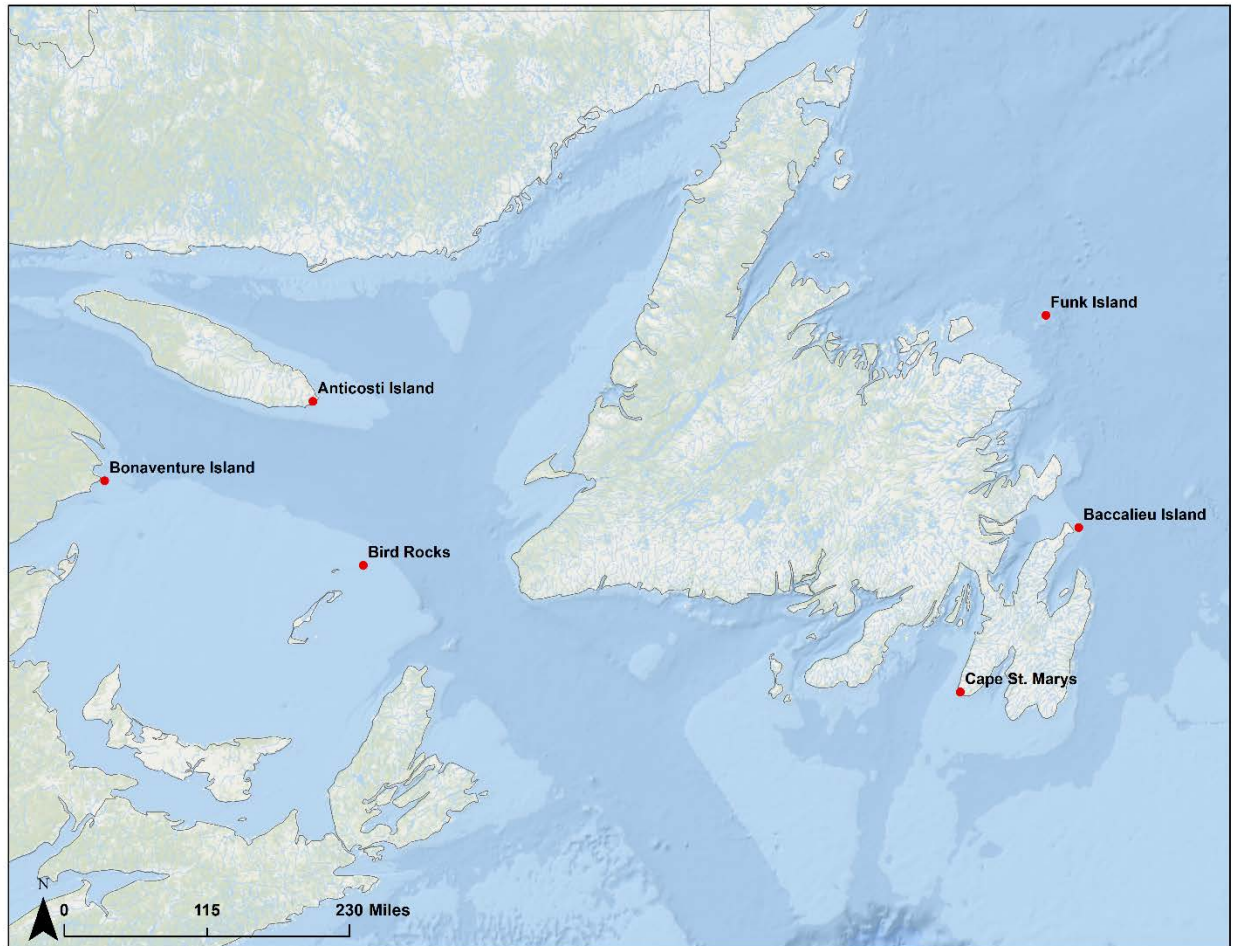 Funk Island
Anticosti Island
Bonaventure Island
Baccalieu Island
Bird Rocks
Cape St. Marys
N
0 115 230 Miles